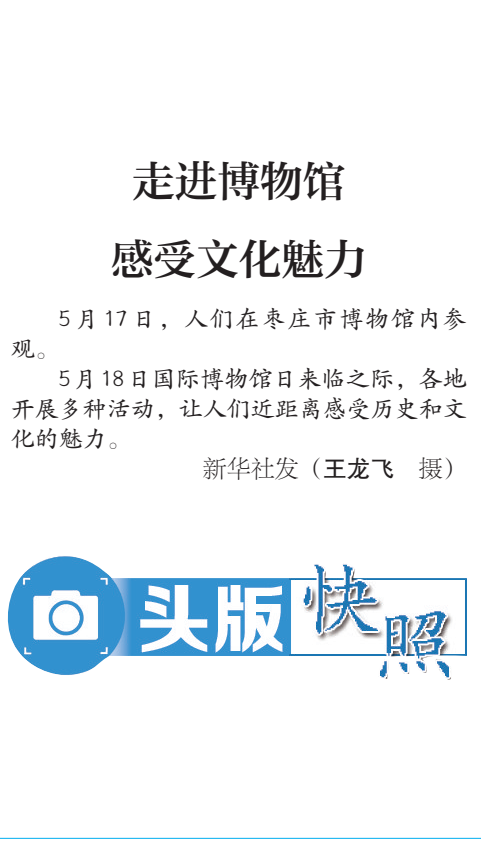 走进博物馆
感受文化魅力
5月17日，人们在枣庄市博物馆内参
观。
5月18日国际博物馆日来临之际，各地
开展多种活动，让人们近距离感受历史和文
化的魅力。
新华社发（王龙飞　摄）
头版快照